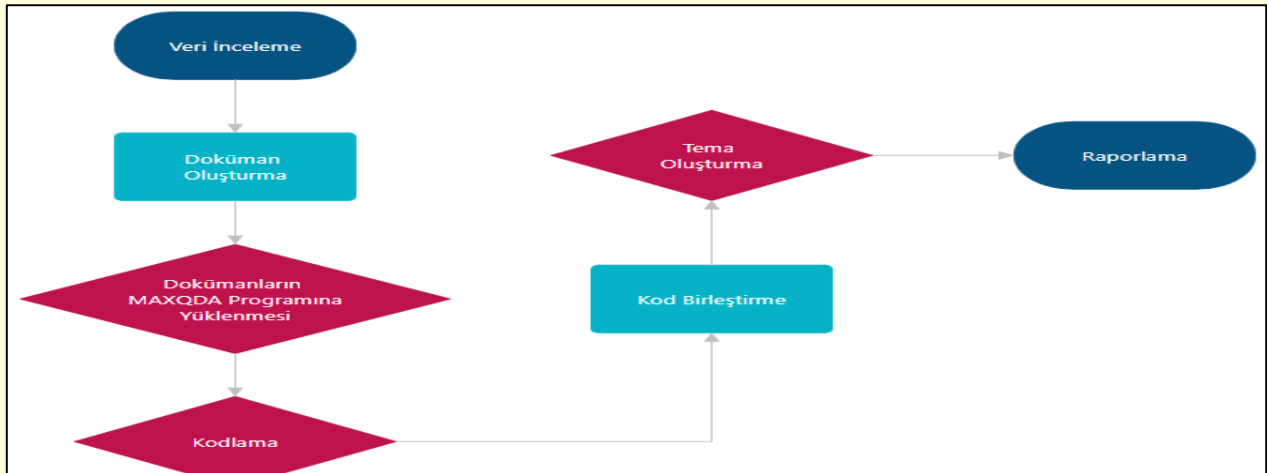 Veri İnceleme
Doküman
Oluşturma
Dokümanların
MAXQDA Programına
Yüklenmesi
Kodlama
Kod Birleştirme
Tema
Oluşturma
Raporlama